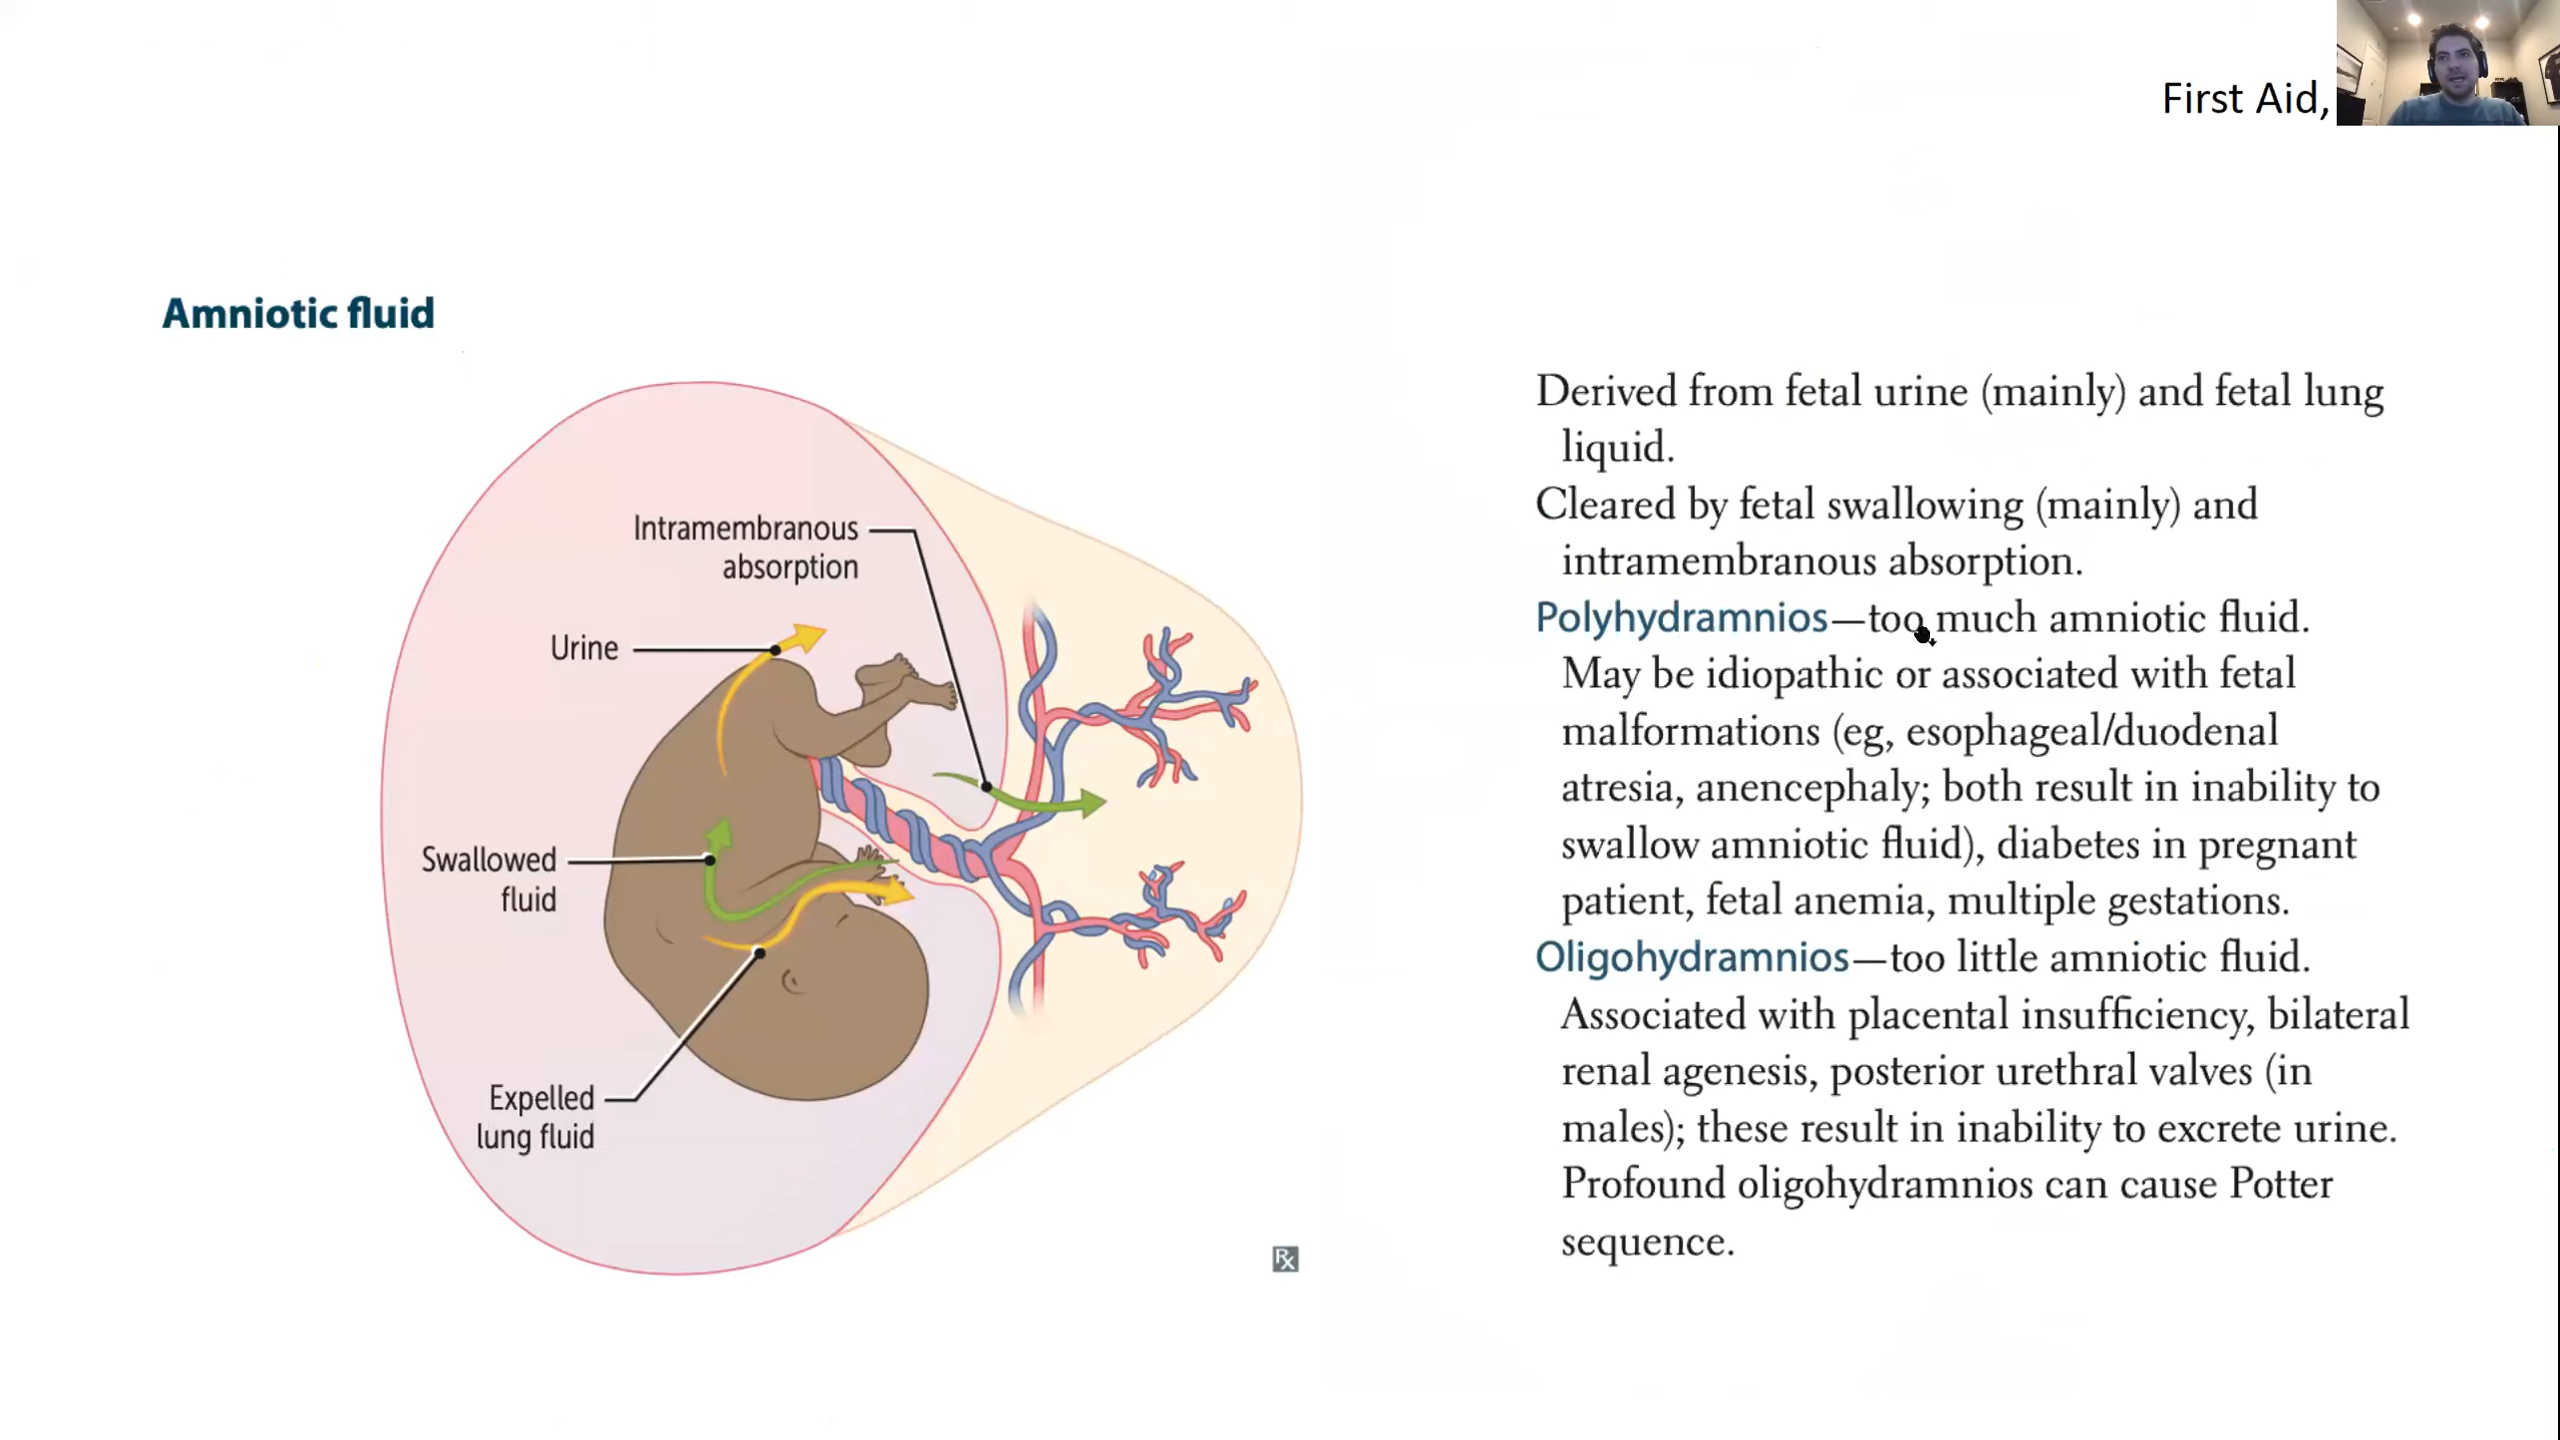 First Aid,
Amniotic fluid
Intramembranous
absorption
Urine
Swallowed
fluid
Expelled
lung fluid
Rx
Derived from fetal urine (mainly) and fetal lung
liquid.
Cleared by fetal swallowing (mainly) and
intramembranous absorption.
Polyhydramnios—too much amniotic fluid.
May be idiopathic or associated with fetal
malformations (eg, esophageal/duodenal
atresia, anencephaly; both result in inability to
swallow amniotic fluid), diabetes in pregnant
patient, fetal anemia, multiple gestations.
Oligohydramnios—too little amniotic fluid.
Associated with placental insufficiency, bilateral
renal agenesis, posterior urethral valves (in
males); these result in inability to excrete urine.
Profound oligohydramnios can cause Potter
sequence.